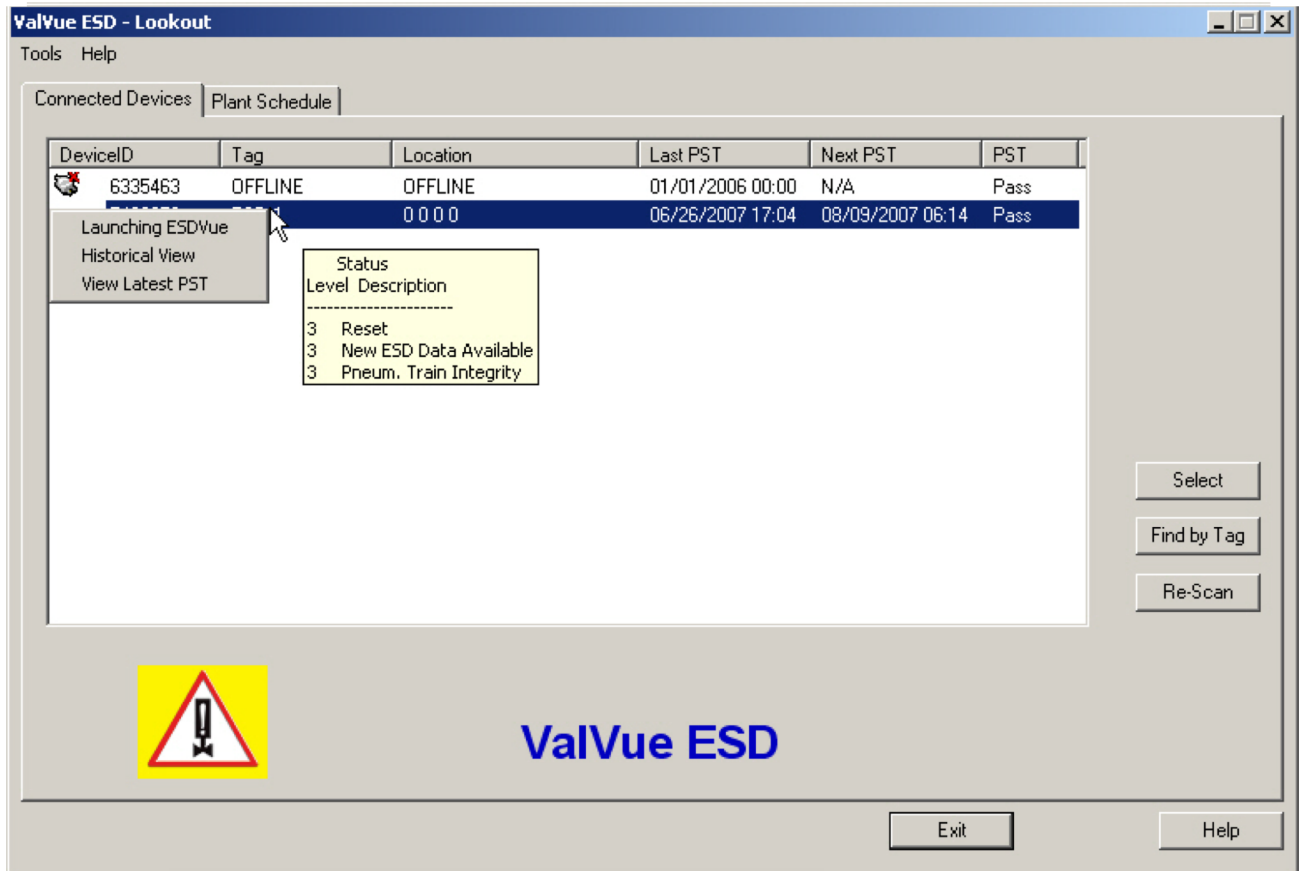 ValVue ESD - Lookout
Tools Help
Connected Devices Plant Schedule
DeviceID Tag Location Last PST Next PST PST
6335463 OFFLINE OFFLINE 01/01/2006 00:00 N/A Pass
0 0 0 0 06/26/2007 17:04 08/09/2007 06:14 Pass
Launching ESDVue
Historical View
View Latest PST
Status
Level Description
----------------------
3 Reset
3 New ESD Data Available
3 Pneum. Train Integrity
Select
Find by Tag
Re-Scan
ValVue ESD
Exit Help